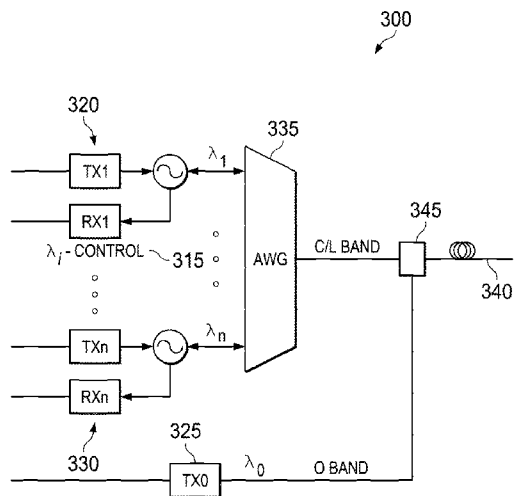 300
320
335
TX1
λ1
345
RX1
C/L BAND
λi - CONTROL
315
AWG
340
TXn
λn
RXn
325
330
TX0
λ0
O BAND